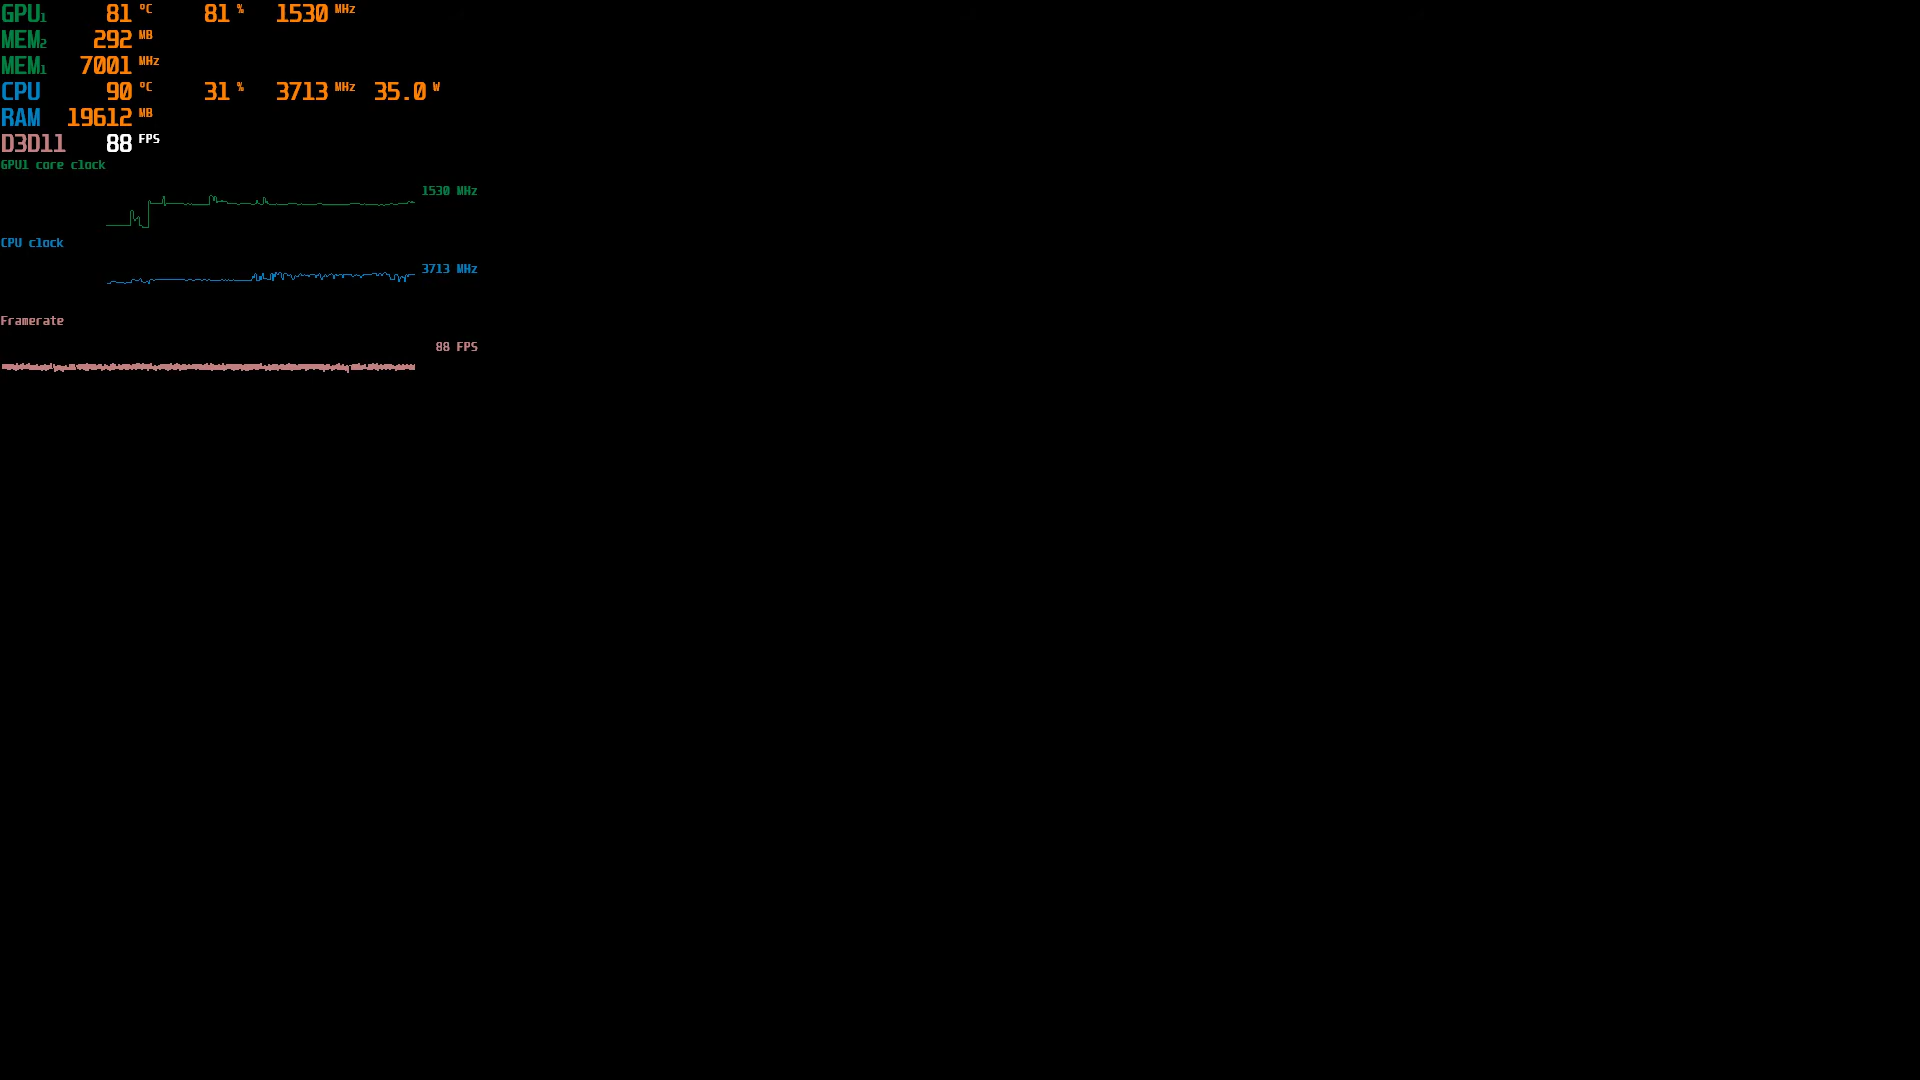 GPU1 81 °C 81 % 1530 MHz
MEM2 292 MB
MEM1 7001 MHz
CPU 90 °C 31 % 3713 MHz 35.0 W
RAM 19612 MB
D3D11 88 FPS
GPU1 core clock
1530 MHz
CPU clock
3713 MHz
Framerate
88 FPS